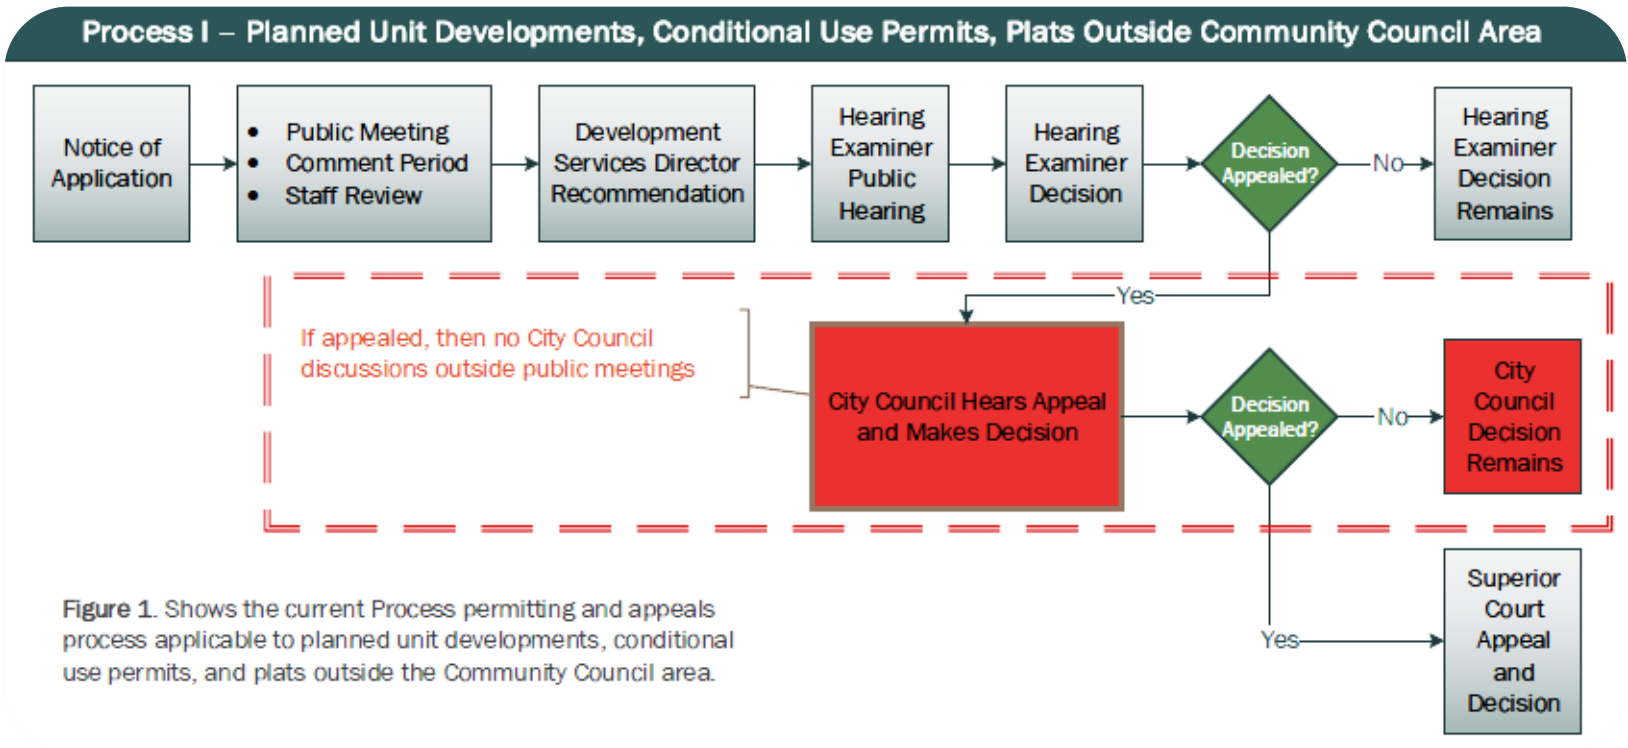 Process I – Planned Unit Developments, Conditional Use Permits, Plats Outside Community Council Area
Notice of
Application
• Public Meeting
• Comment Period
• Staff Review
Development
Services Director
Recommendation
Hearing
Examiner
Public
Hearing
Hearing
Examiner
Decision
Decision
Appealed?
No
Hearing
Examiner
Decision
Remains
Yes
If appealed, then no City Council
discussions outside public meetings
City Council Hears Appeal
and Makes Decision
Decision
Appealed?
No
City
Council
Decision
Remains
Yes
Superior
Court
Appeal
and
Decision
Figure 1. Shows the current Process permitting and appeals
process applicable to planned unit developments, conditional
use permits, and plats outside the Community Council area.